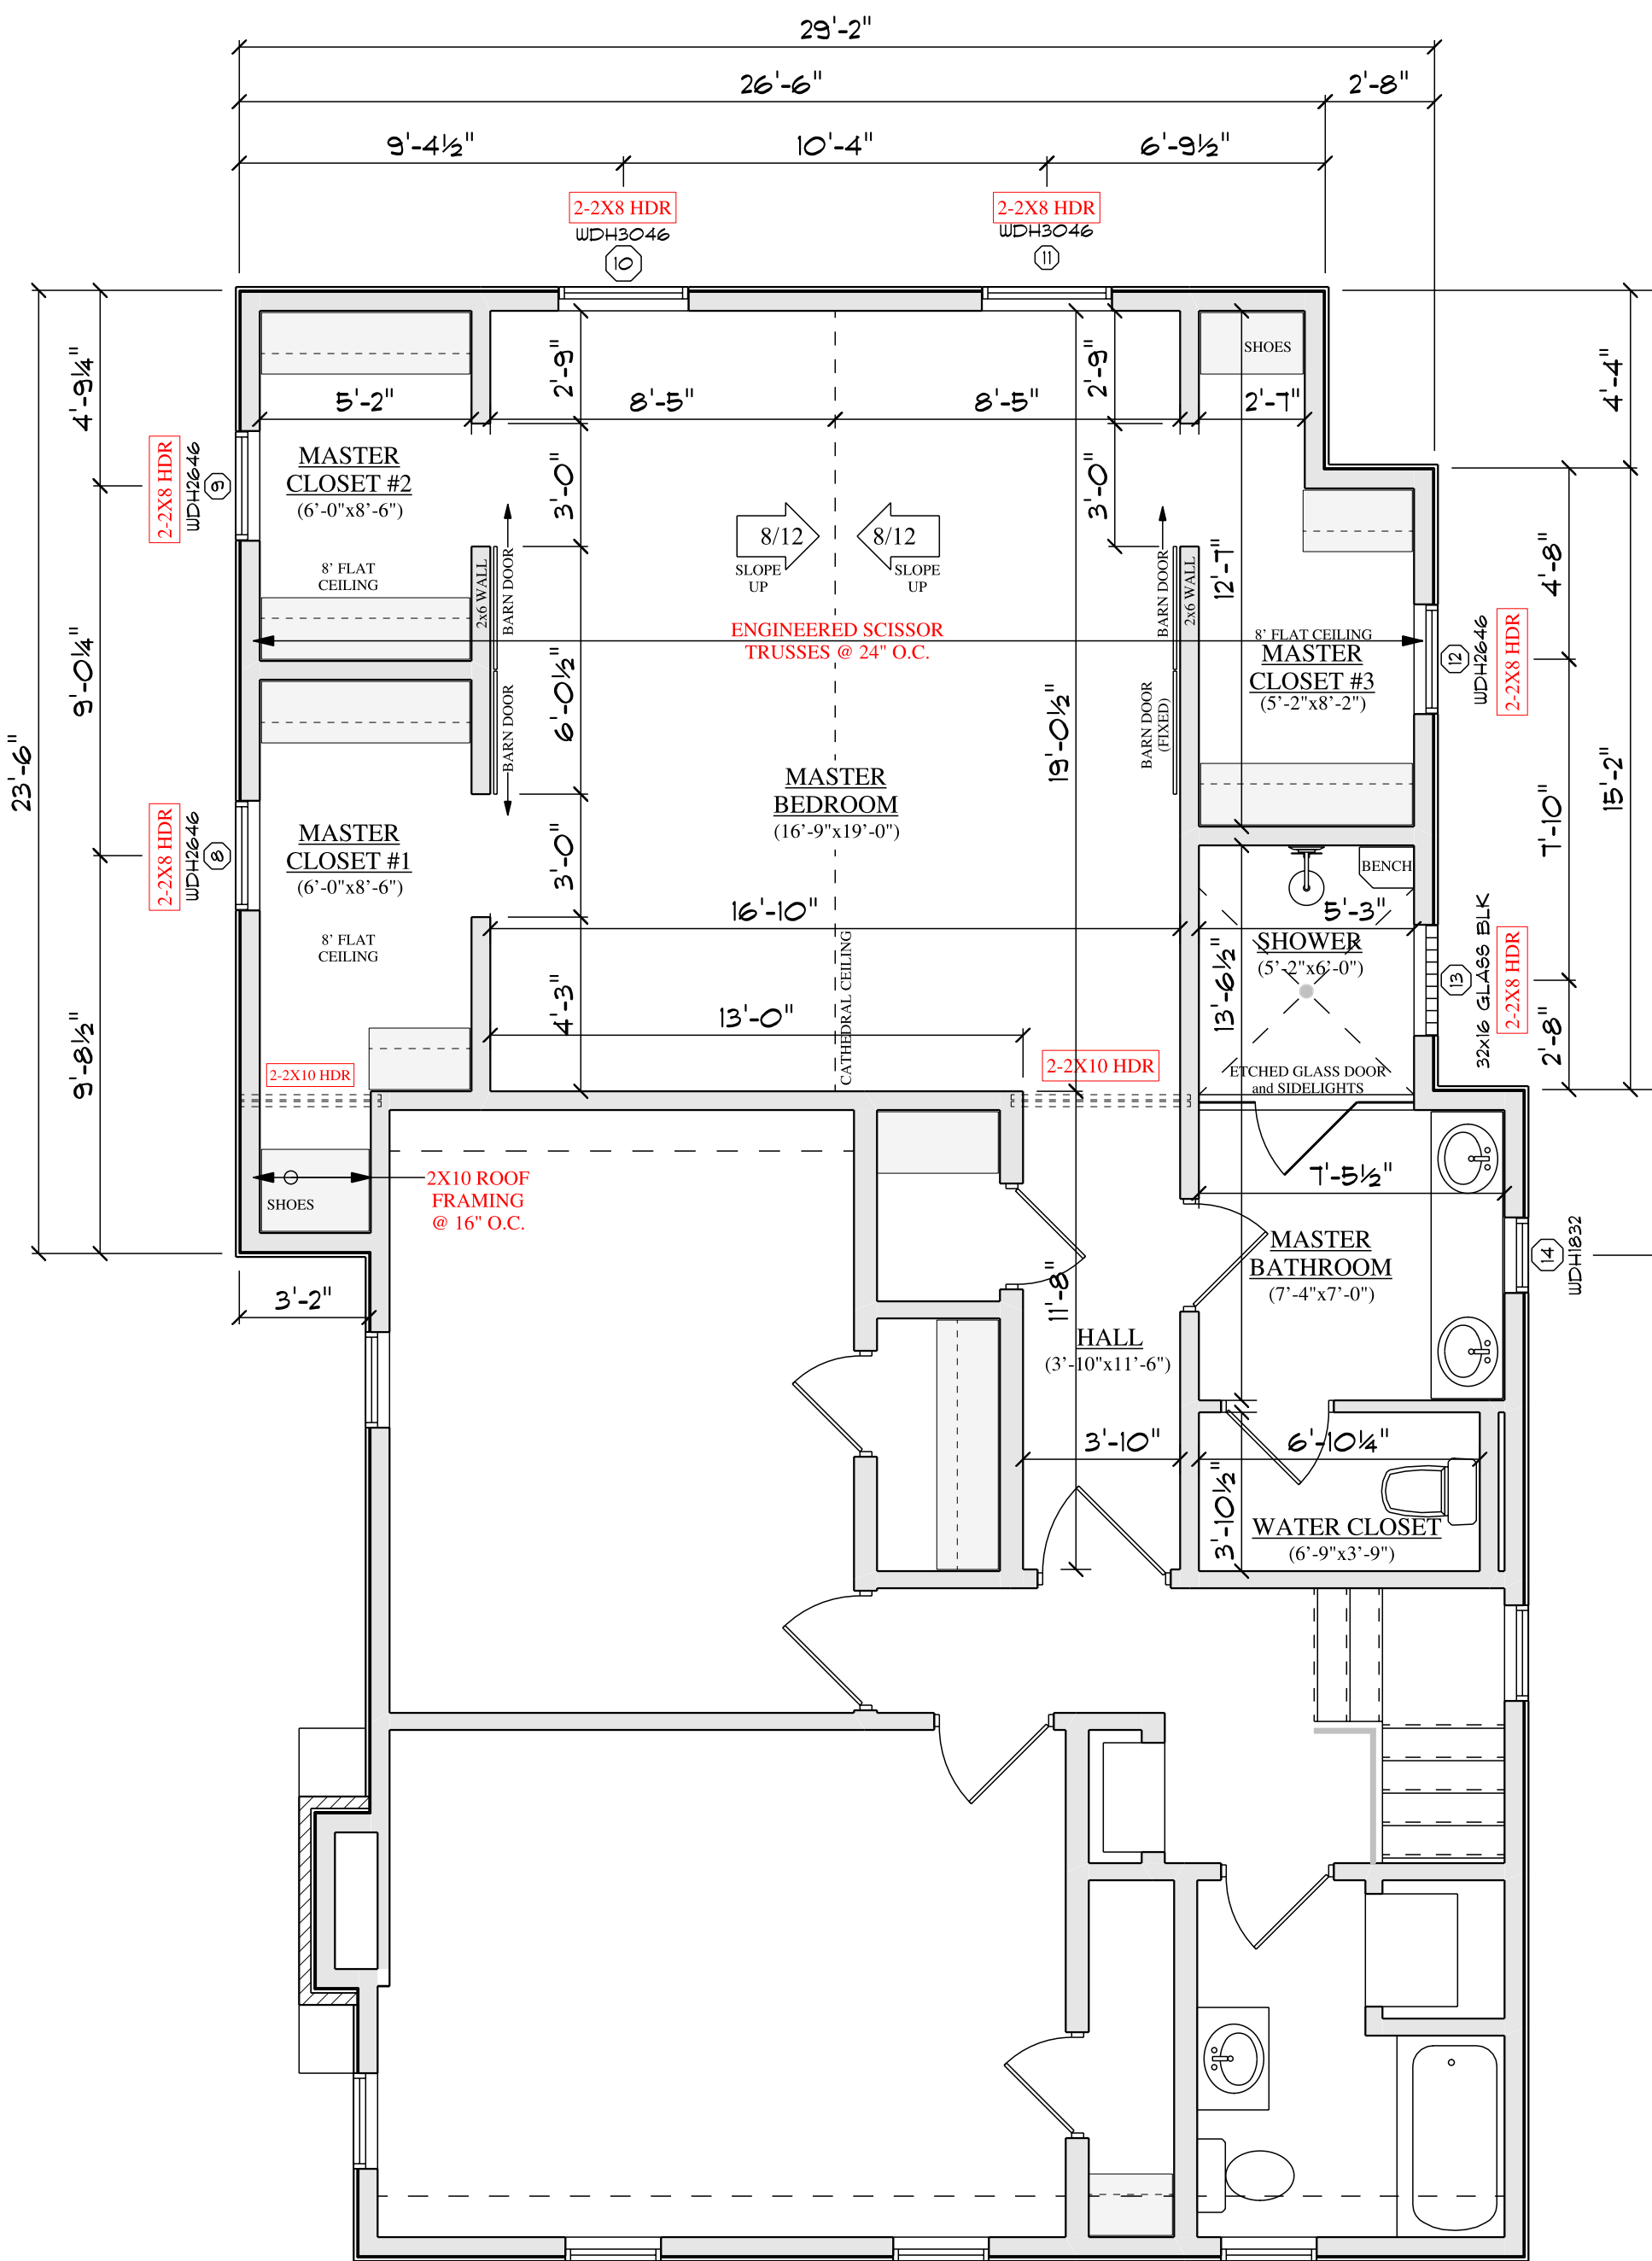 29'-2"
26'-6"
2'-8"
9'-4½"
10'-4"
6'-9½"
2-2X8 HDR
WDH3046
10
2-2X8 HDR
WDH3046
11
4'-9¼"
9'-0¼"
9'-8½"
23'-6"
2-2X8 HDR
WDH2646
9
2-2X8 HDR
WDH2646
8
5'-2"
2'-9"
8'-5"
8'-5"
2'-9"
SHOES
2'-7"
4'-4"
MASTER
CLOSET #2
(6'-0"x8'-6")
8' FLAT
CEILING
3'-0"
2x6 WALL
BARN DOOR
8/12
SLOPE
UP
8/12
SLOPE
UP
3'-0"
BARN DOOR
2x6 WALL
12'-7"
ENGINEERED SCISSOR
TRUSSES @ 24" O.C.
8' FLAT CEILING
MASTER
CLOSET #3
(5'-2"x8'-2")
12
WDH2646
2-2X8 HDR
4'-8"
7'-10"
15'-2"
2'-8"
6'-0½"
BARN DOOR
BARN DOOR
(FIXED)
19'-0½"
MASTER
BEDROOM
(16'-9"x19'-0")
MASTER
CLOSET #1
(6'-0"x8'-6")
8' FLAT
CEILING
3'-0"
4'-3"
16'-10"
13'-0"
CATHEDRAL CEILING
BENCH
5'-3"
SHOWER
(5'-2"x6'-0")
13'-6½"
ETCHED GLASS DOOR
and SIDELIGHTS
13
32x16 GLASS BLK
2-2X8 HDR
2-2X10 HDR
2-2X10 HDR
SHOES
2X10 ROOF
FRAMING
@ 16" O.C.
3'-2"
7'-5½"
MASTER
BATHROOM
(7'-4"x7'-0")
14
WDH1832
11'-8"
HALL
(3'-10"x11'-6")
3'-10"
6'-10¼"
3'-10½"
WATER CLOSET
(6'-9"x3'-9")